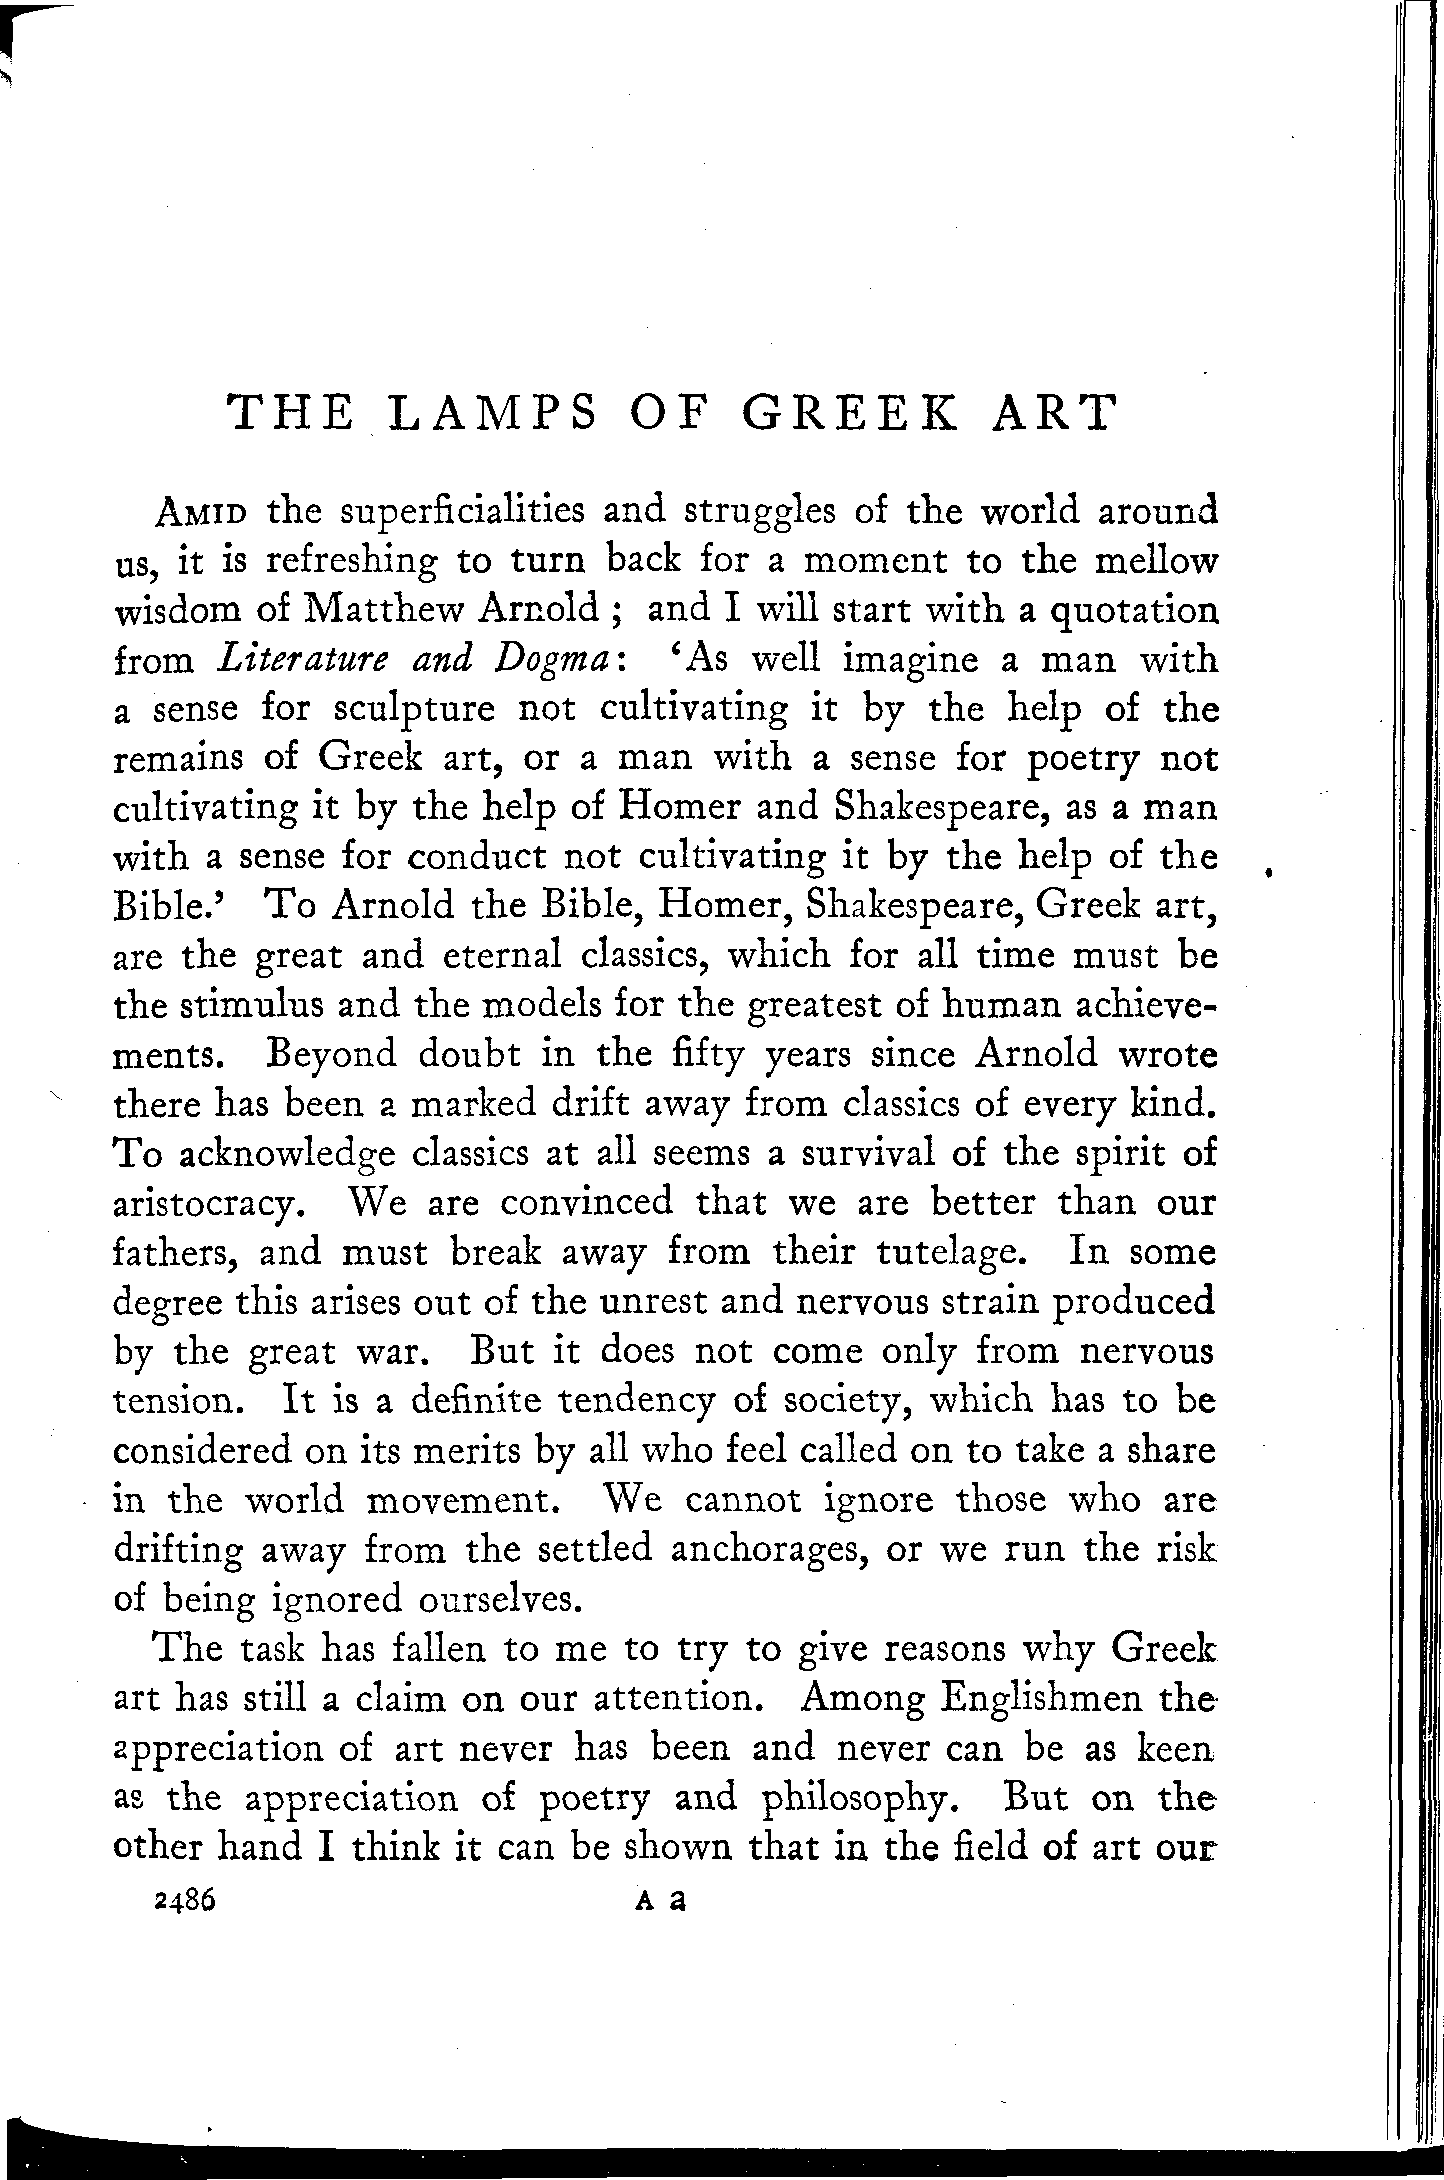 THE LAMPS OF GREEK ART
AMID the superficialities and struggles of the world around
us, it is refreshing to turn back for a moment to the mellow
wisdom of Matthew Arnold ; and I will start with a quotation
from Literature and Dogma: ‘As well imagine a man with
a sense for sculpture not cultivating it by the help of the
remains of Greek art, or a man with a sense for poetry not
cultivating it by the help of Homer and Shakespeare, as a man
with a sense for conduct not cultivating it by the help of the
Bible.’ To Arnold the Bible, Homer, Shakespeare, Greek art,
are the great and eternal classics, which for all time must be
the stimulus and the models for the greatest of human achieve-
ments. Beyond doubt in the fifty years since Arnold wrote
there has been a marked drift away from classics of every kind.
To acknowledge classics at all seems a survival of the spirit of
aristocracy. We are convinced that we are better than our
fathers, and must break away from their tutelage. In some
degree this arises out of the unrest and nervous strain produced
by the great war. But it does not come only from nervous
tension. It is a definite tendency of society, which has to be
considered on its merits by all who feel called on to take a share
in the world movement. We cannot ignore those who are
drifting away from the settled anchorages, or we run the risk
of being ignored ourselves.
The task has fallen to me to try to give reasons why Greek
art has still a claim on our attention. Among Englishmen the
appreciation of art never has been and never can be as keen
as the appreciation of poetry and philosophy. But on the
other hand I think it can be shown that in the field of art our
2486 A a